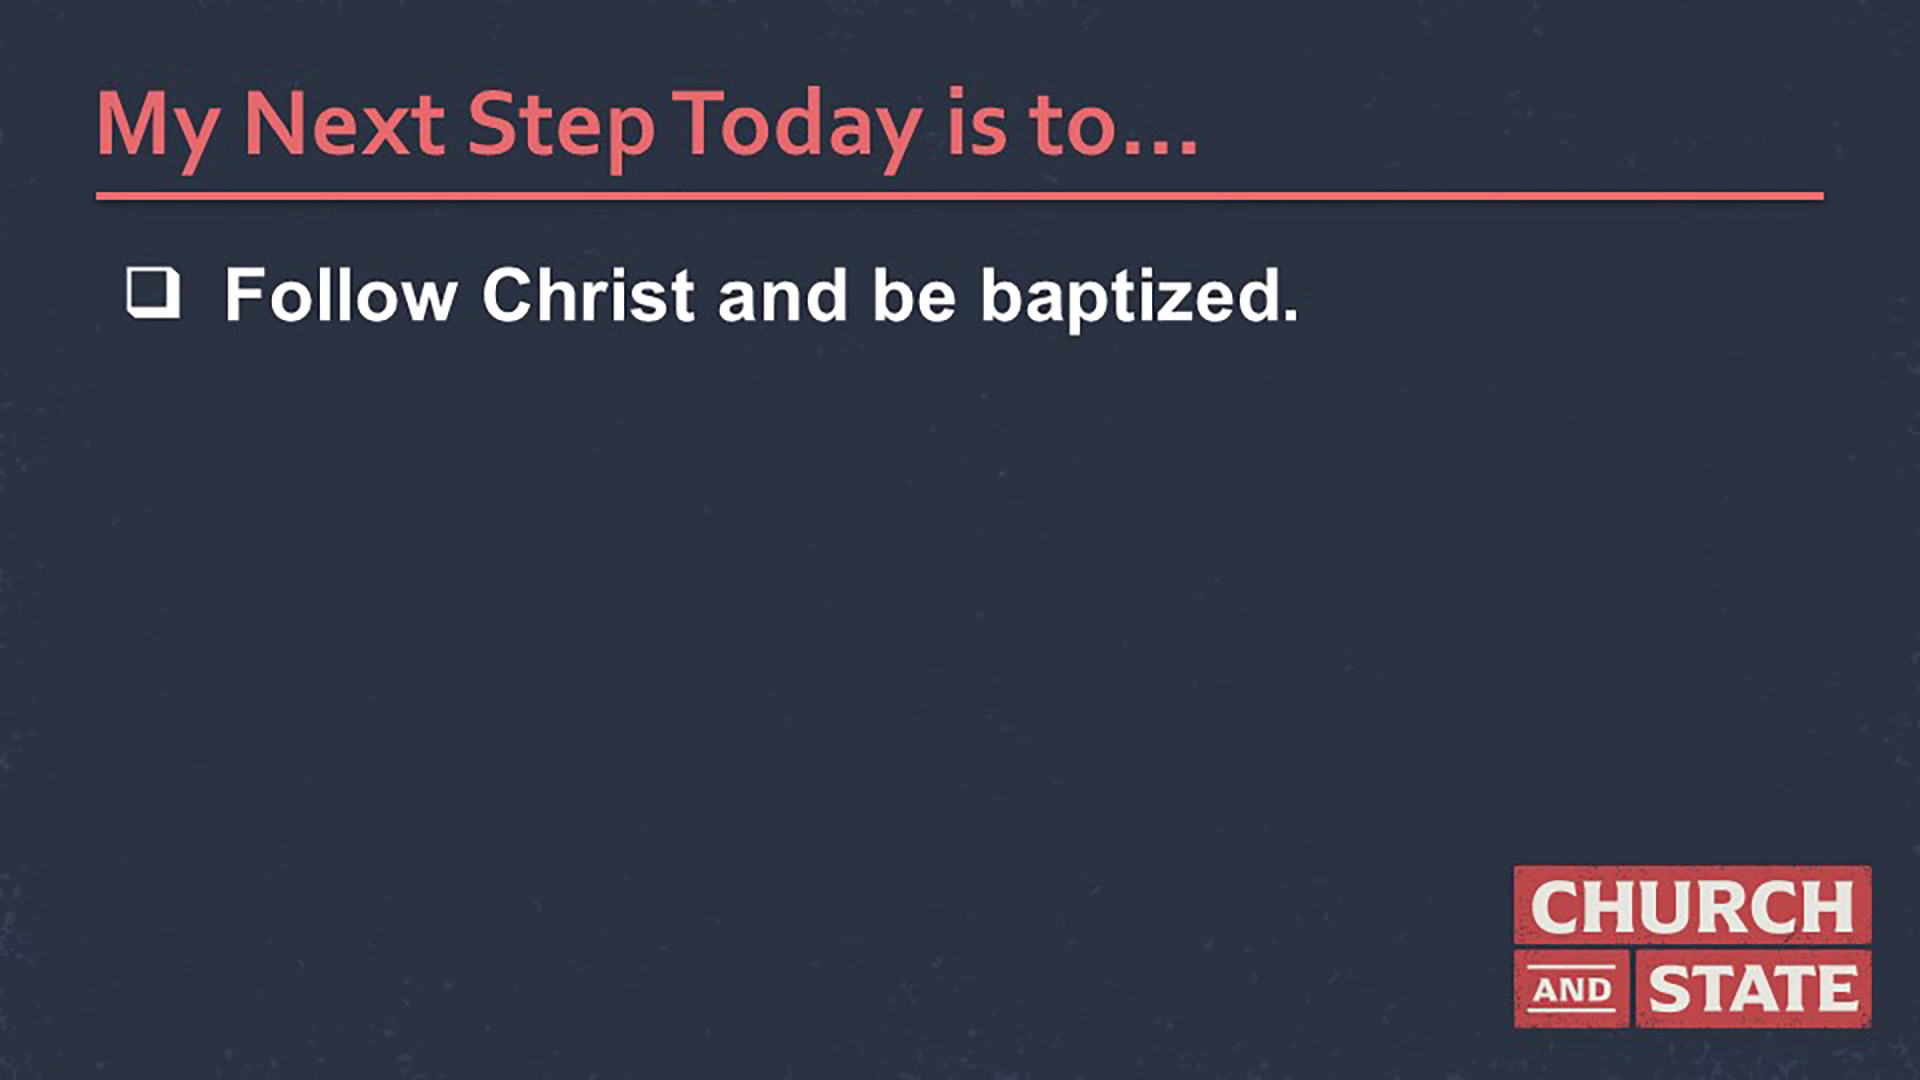 My Next Step Today is to...
Follow Christ and be baptized.
CHURCH
AND STATE